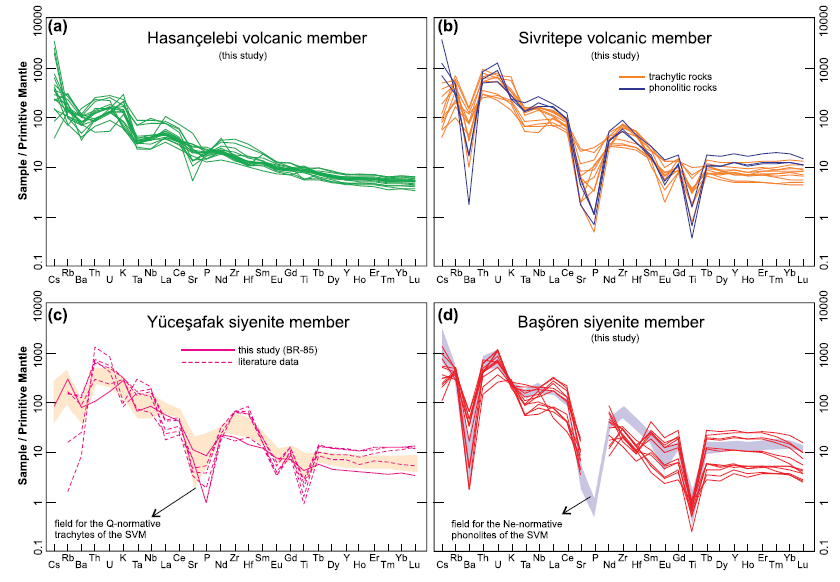 (a)
Hasançelebi volcanic member
(this study)
10000
1000
100
10
1
0.1
Sample / Primitive Mantle
Cs Rb Ba Th U K Ta Nb La Ce Sr P Nd Zr Hf Sm Eu Gd Ti Tb Dy Y Ho Er Tm Yb Lu
(b)
Sivritepe volcanic member
(this study)
trachytic rocks
phonolitic rocks
10000
1000
100
10
1
0.1
Cs Rb Ba Th U K Ta Nb La Ce Sr P Nd Zr Hf Sm Eu Gd Ti Tb Dy Y Ho Er Tm Yb Lu
(c)
Yüceşafak siyenite member
this study (BR-85)
literature data
10000
1000
100
10
1
0.1
Sample / Primitive Mantle
field for the Q-normative
trachytes of the SVM
Cs Rb Ba Th U K Ta Nb La Ce Sr P Nd Zr Hf Sm Eu Gd Ti Tb Dy Y Ho Er Tm Yb Lu
(d)
Başören siyenite member
(this study)
10000
1000
100
10
1
0.1
field for the Ne-normative
phonolites of the SVM
Cs Rb Ba Th U K Ta Nb La Ce Sr P Nd Zr Hf Sm Eu Gd Ti Tb Dy Y Ho Er Tm Yb Lu